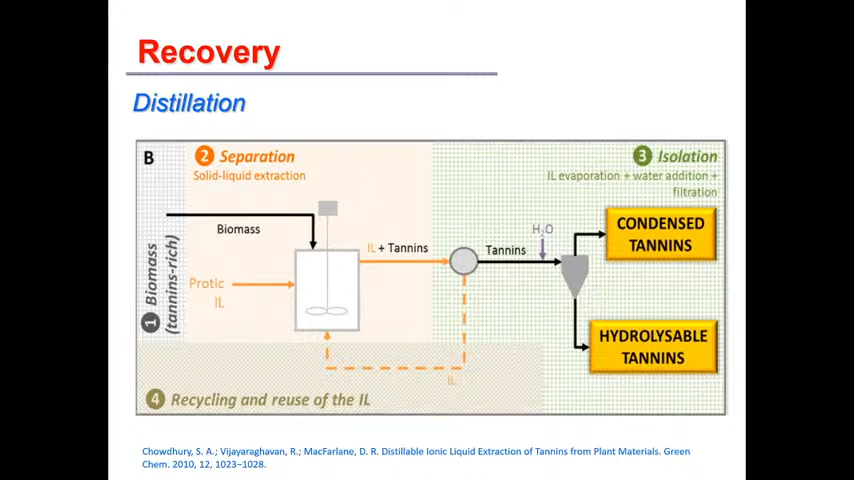 Recovery
Distillation
B
2 Separation
Solid-liquid extraction
3 Isolation
IL evaporation + water addition +
filtration
1 Biomass
(tannins-rich)
Biomass
Protic
IL
IL + Tannins
Tannins
H2O
CONDENSED
TANNINS
HYDROLYSABLE
TANNINS
IL
4 Recycling and reuse of the IL
Chowdhury, S. A.; Vijayaraghavan, R.; MacFarlane, D. R. Distillable Ionic Liquid Extraction of Tannins from Plant Materials. Green
Chem. 2010, 12, 1023−1028.